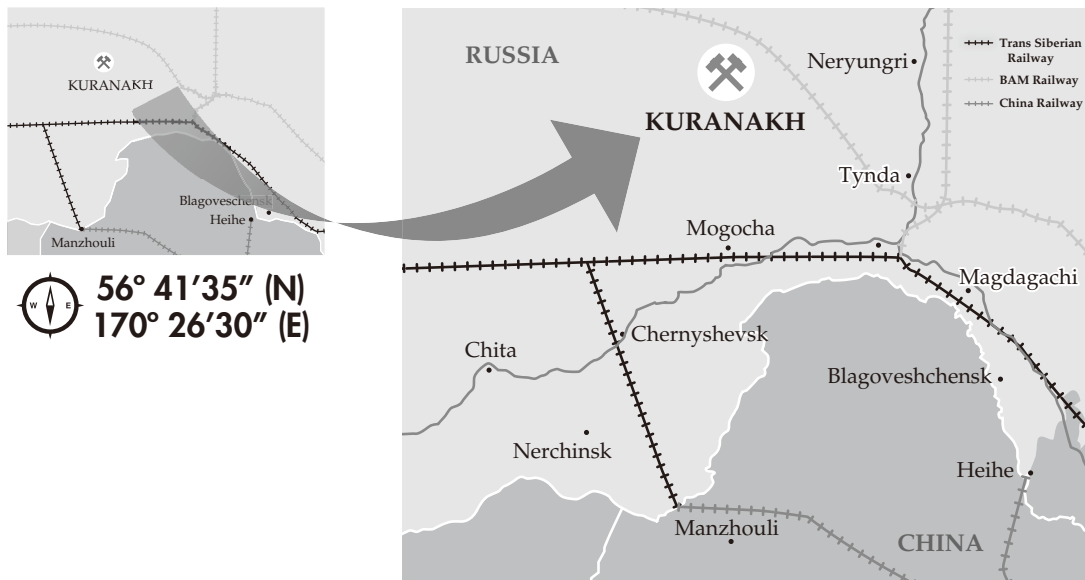 KURANAKH
Blagoveschensk
Heihe
Manzhouli
W E
56° 41’35” (N)
170° 26’30” (E)
RUSSIA
KURANAKH
Neryungri
Trans Siberian
Railway
BAM Railway
China Railway
Tynda
Mogocha
Magdagachi
Chernyshevsk
Chita
Blagoveshchensk
Nerchinsk
Heihe
Manzhouli
CHINA